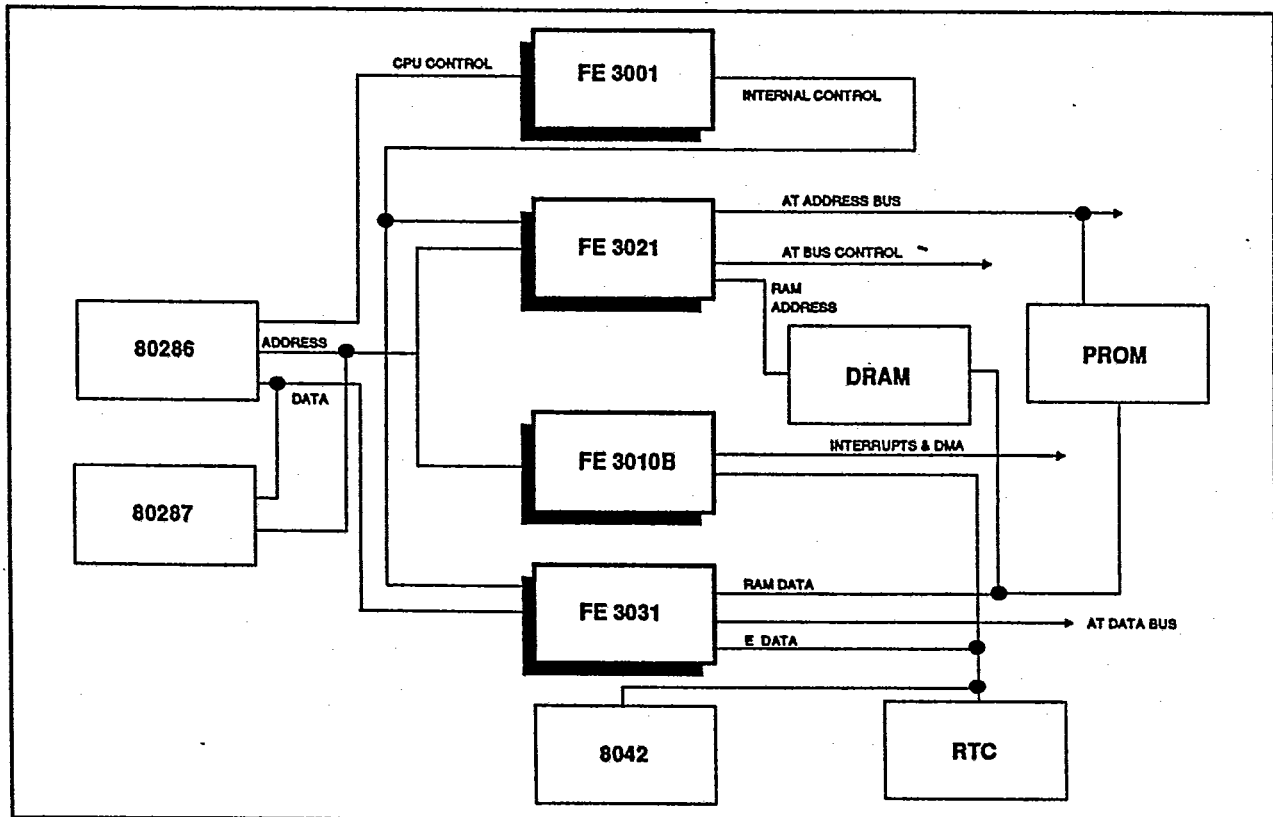 CPU CONTROL
FE 3001
INTERNAL CONTROL
AT ADDRESS BUS
FE 3021
AT BUS CONTROL
RAM
ADDRESS
80286
ADDRESS
DATA
DRAM
PROM
80287
FE 3010B
INTERRUPTS & DMA
FE 3031
RAM DATA
AT DATA BUS
E DATA
8042
RTC